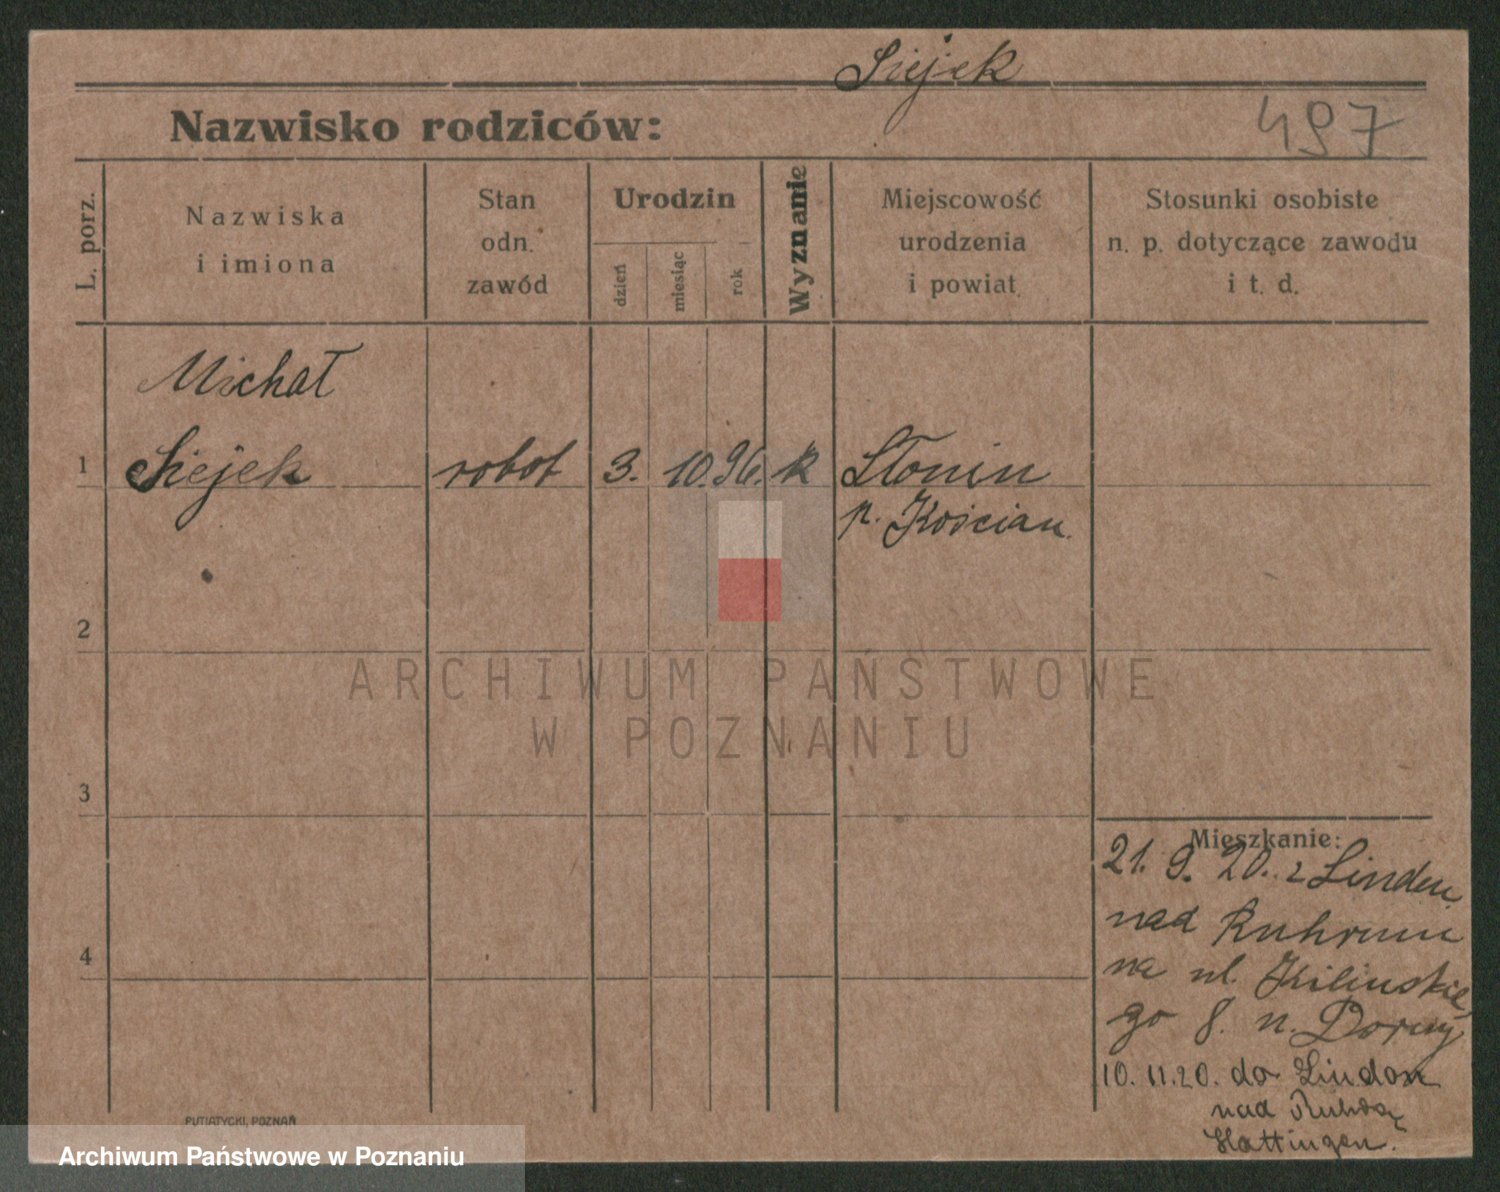 Siejek
Nazwisko rodziców:
497
L. porz.
Nazwiska
i imiona
Stan
odn.
zawód
Urodzin
dzień
miesiąc
rok
Wyznanie
Miejscowość
urodzenia
i powiat
Stosunki osobiste
n. p. dotyczące zawodu
i t. d.
Michał
1 Siejek robot 3. 10. 96. k Słonin
p. Kościan.
2
3
4
Mieszkanie:
21. 9. 20. z Linden
nad Ruhrem
na ul. Kilinskie
go 8. n.
10. 11. 20. do Linden
nad Ruhrą
Hattingen.
PUTIATYCKI, POZNAŃ
ARCHIWUM PAŃSTWOWE
W POZNANIU
Archiwum Państwowe w Poznaniu